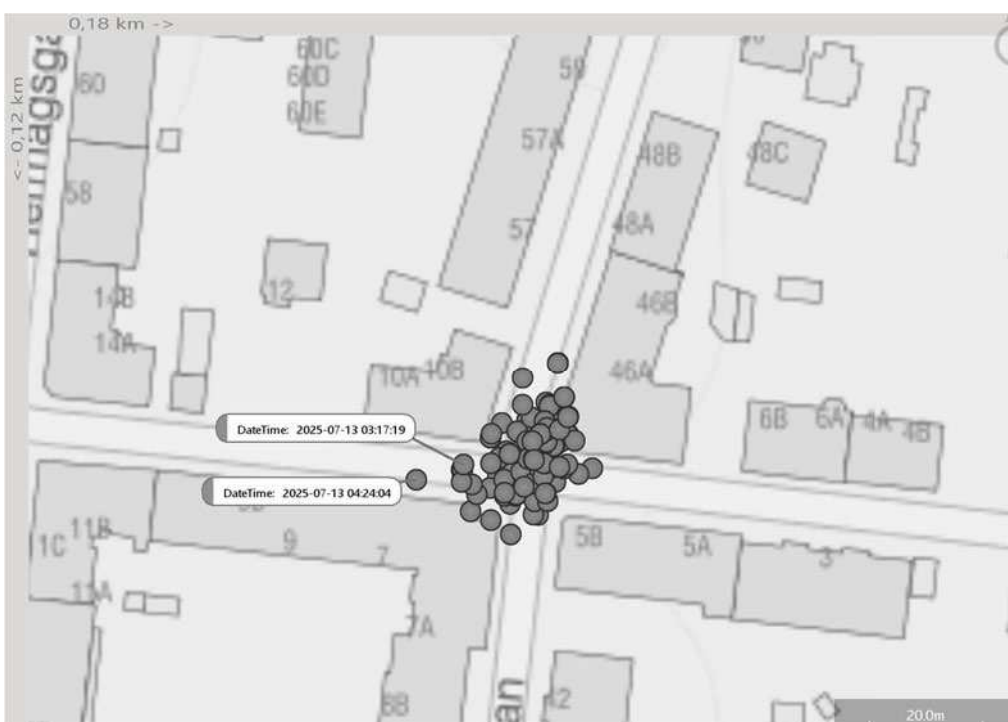 0,18 km ->
<- 0,12 km
60
60C
60D
60E
59
57A
48B
48C
58
57
48A
14B
12
46B
14A
10A
10B
46A
DateTime: 2025-07-13 03:17:19
6B
6A
4A
4B
DateTime: 2025-07-13 04:24:04
11B
1C
9
7
5B
5A
3
11A
7A
8B
an
20.0m